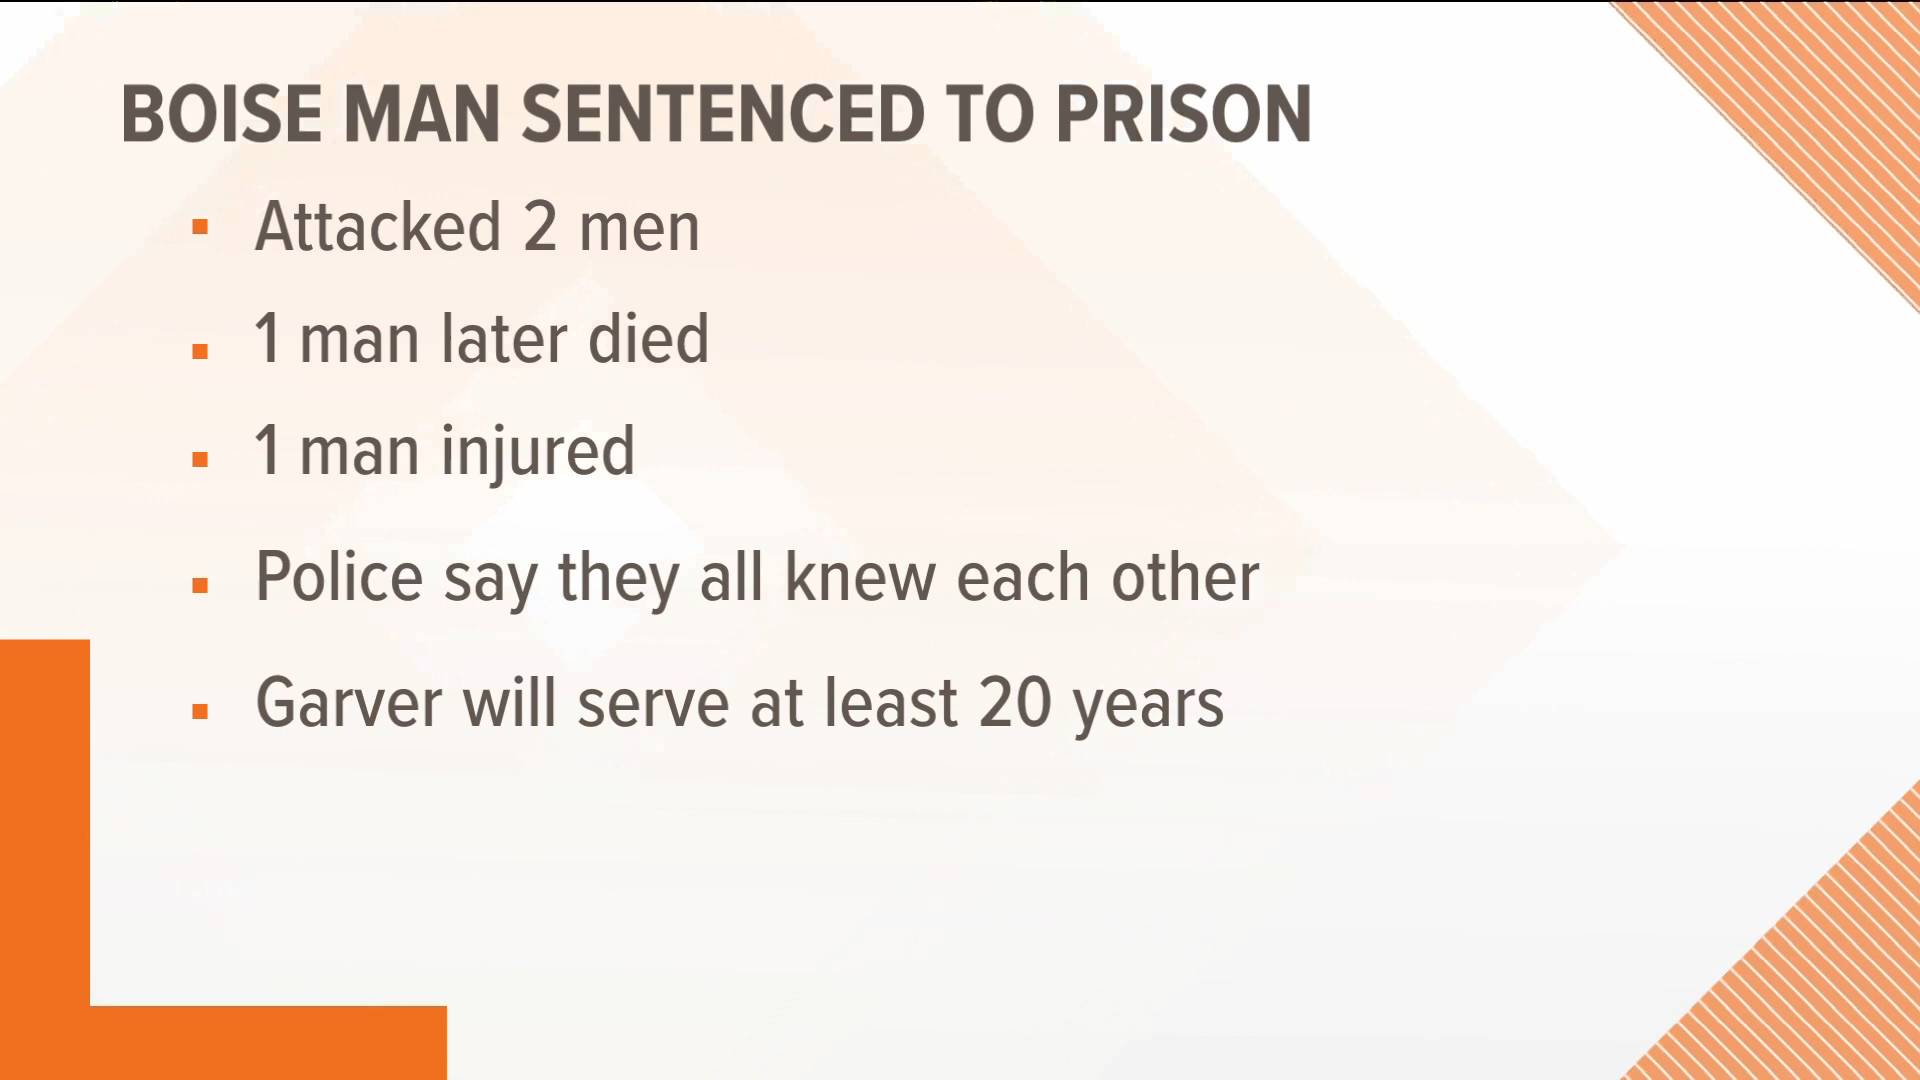 BOISE MAN SENTENCED TO PRISON
Attacked 2 men
1 man later died
1 man injured
Police say they all knew each other
Garver will serve at least 20 years